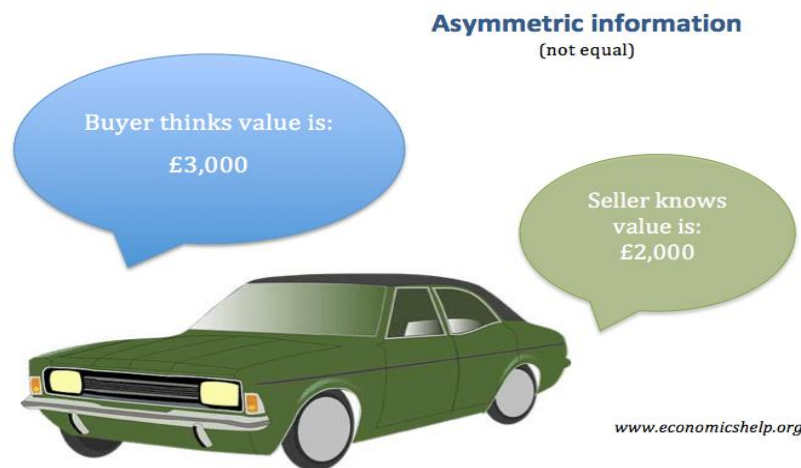 Asymmetric information
(not equal)
Buyer thinks value is:
£3,000
Seller knows
value is:
£2,000
www.economicshelp.org